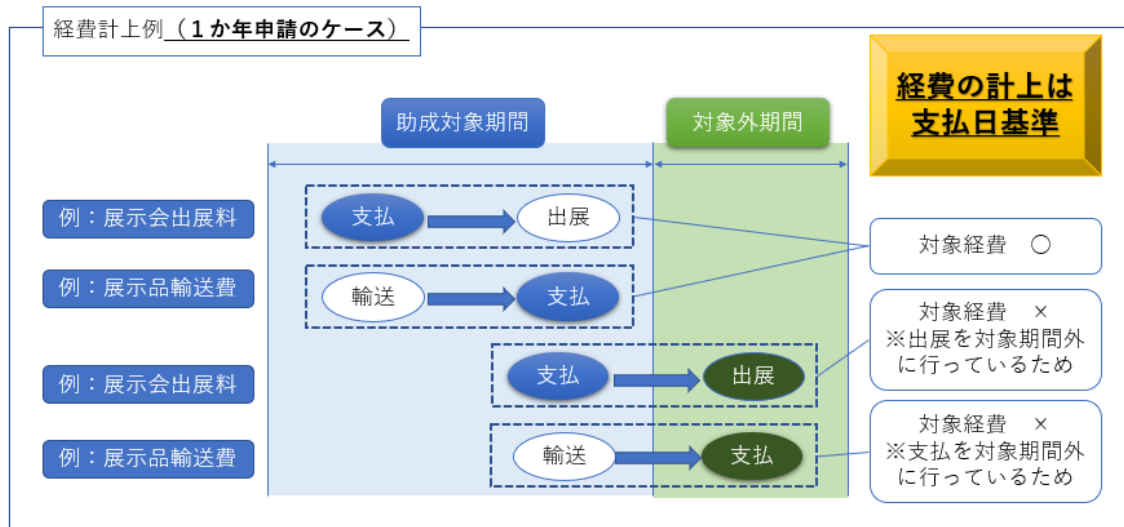 経費計上例（１か年申請のケース）
経費の計上は
支払日基準
助成対象期間
対象外期間
例：展示会出展料
支払
出展
対象経費　○
例：展示品輸送費
輸送
支払
例：展示会出展料
支払
出展
対象経費　×
※出展を対象期間外
に行っているため
例：展示品輸送費
輸送
支払
対象経費　×
※支払を対象期間外
に行っているため